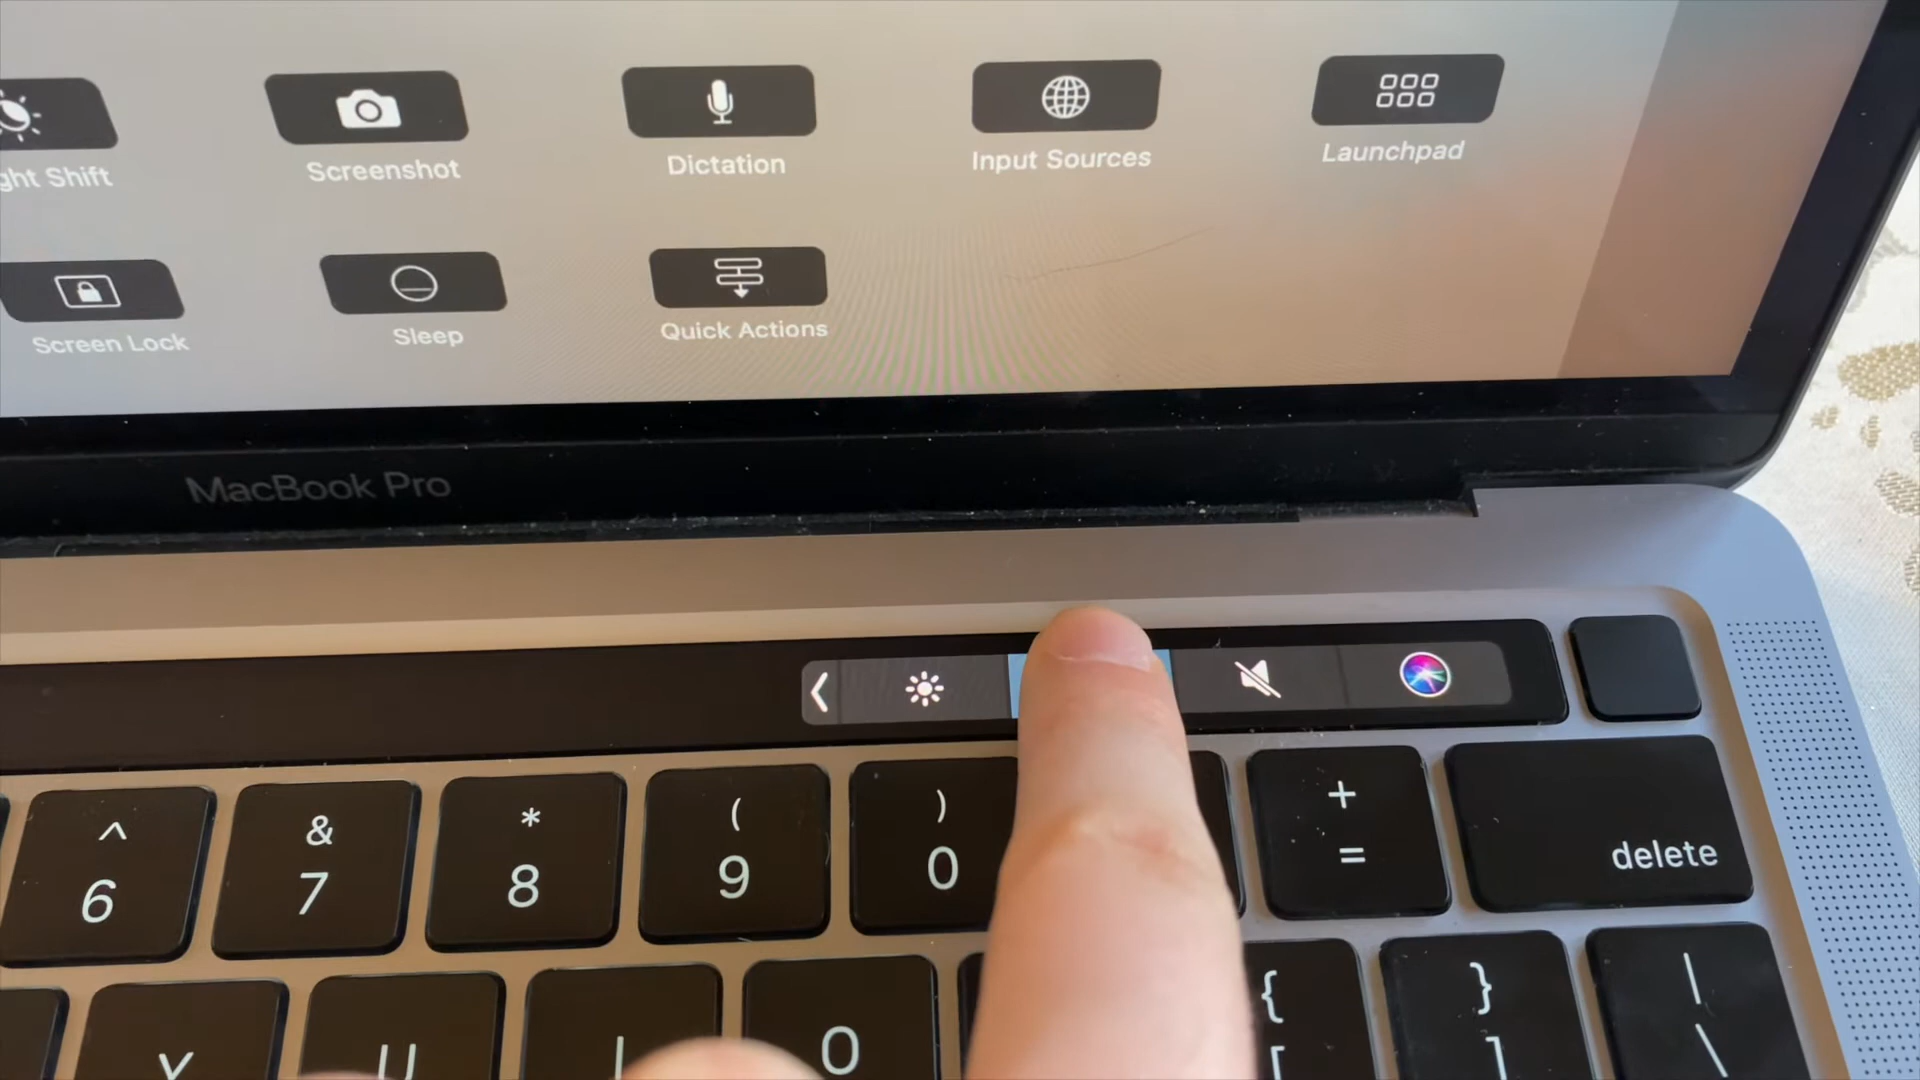 ght Shift
Screenshot
Dictation
Input Sources
Launchpad
Screen Lock
Sleep
Quick Actions
MacBook Pro
^
6
&
7
*
8
(
9
)
0
+
=
delete
Y
U
I
O
{
[
}
]
|
\